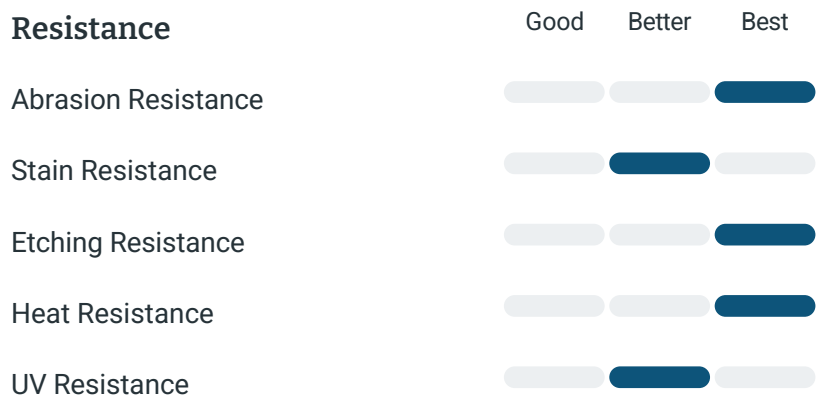 Resistance Good Better Best
Abrasion Resistance
Stain Resistance
Etching Resistance
Heat Resistance
UV Resistance